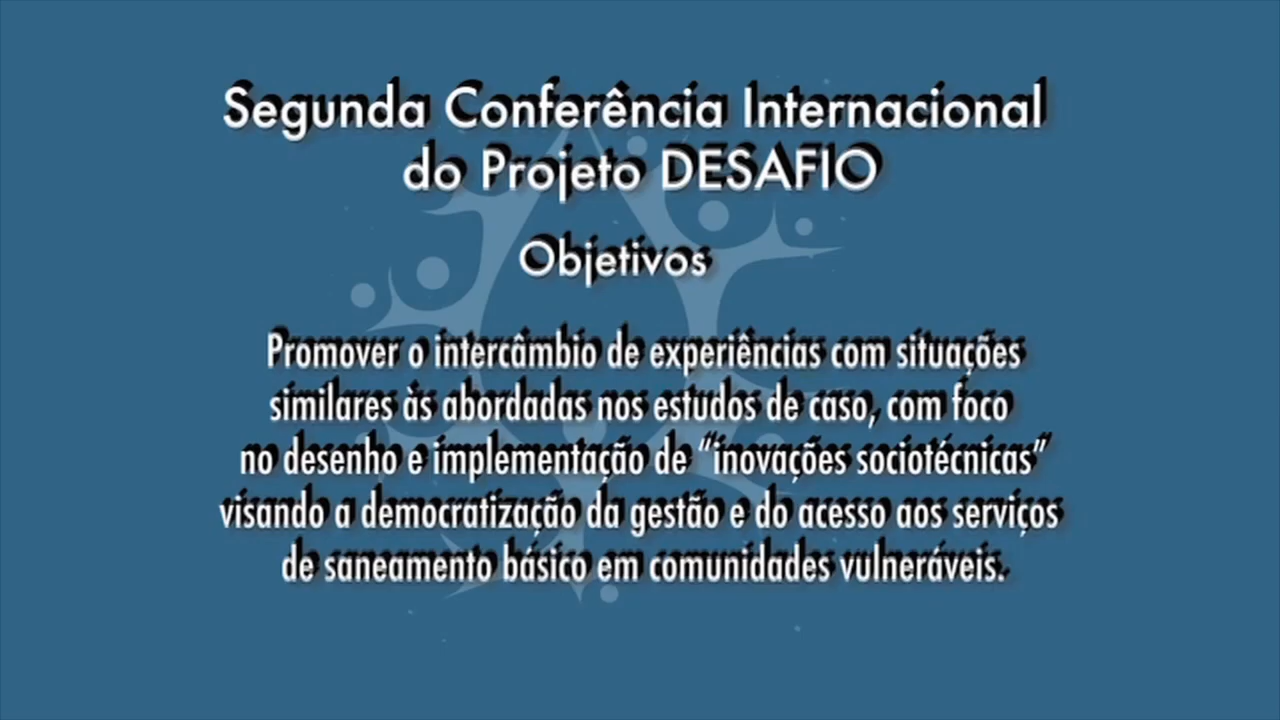 Segunda Conferência Internacional
do Projeto DESAFIO
Objetivos
Promover o intercâmbio de experiências com situações
similares às abordadas nos estudos de caso, com foco
no desenho e implementação de “inovações sociotécnicas”
visando a democratização da gestão e do acesso aos serviços
de saneamento básico em comunidades vulneráveis.